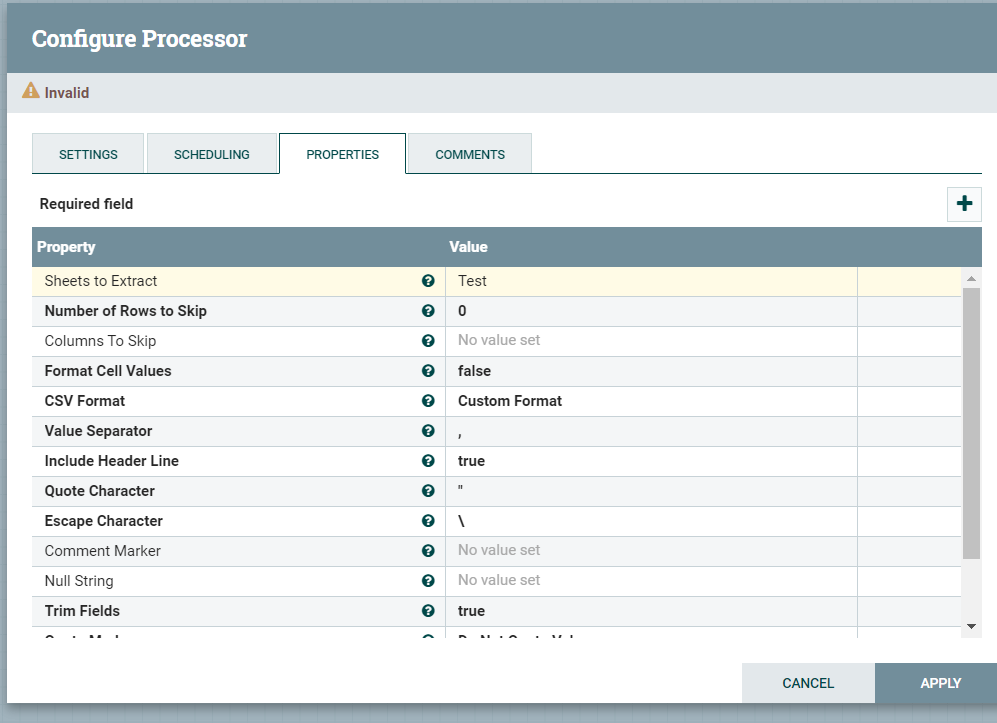 Configure Processor
Invalid
SETTINGS SCHEDULING PROPERTIES COMMENTS
Required field
Property Value
Sheets to Extract Test
Number of Rows to Skip 0
Columns To Skip No value set
Format Cell Values false
CSV Format Custom Format
Value Separator ,
Include Header Line true
Quote Character "
Escape Character \
Comment Marker No value set
Null String No value set
Trim Fields true
CANCEL APPLY